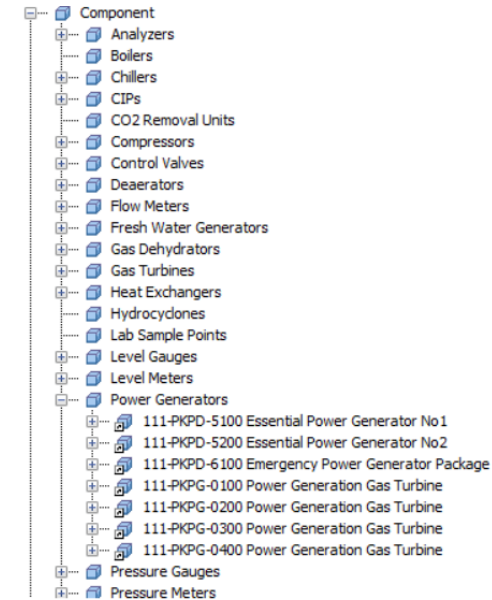 Component
Analyzers
Boilers
Chillers
CIPs
CO2 Removal Units
Compressors
Control Valves
Deaerators
Flow Meters
Fresh Water Generators
Gas Dehydrators
Gas Turbines
Heat Exchangers
Hydrocyclones
Lab Sample Points
Level Gauges
Level Meters
Power Generators
111-PKPD-5100 Essential Power Generator No1
111-PKPD-5200 Essential Power Generator No2
111-PKPD-6100 Emergency Power Generator Package
111-PKPG-0100 Power Generation Gas Turbine
111-PKPG-0200 Power Generation Gas Turbine
111-PKPG-0300 Power Generation Gas Turbine
111-PKPG-0400 Power Generation Gas Turbine
Pressure Gauges
Pressure Meters